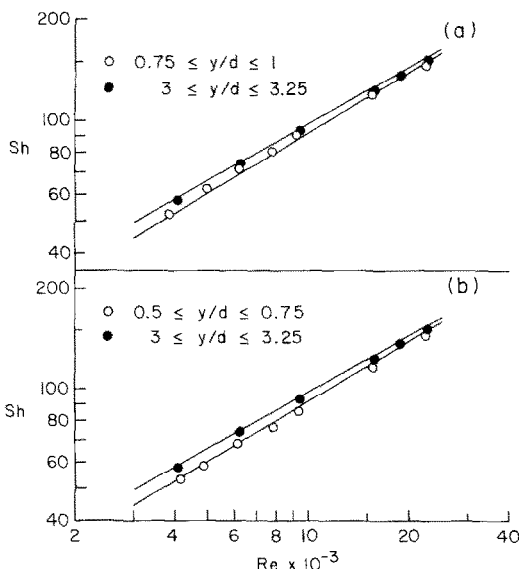 200
(a)
○ 0.75 ≤ y/d ≤ 1
● 3 ≤ y/d ≤ 3.25
100
80
Sh
60
40
200
(b)
○ 0.5 ≤ y/d ≤ 0.75
● 3 ≤ y/d ≤ 3.25
100
Sh
80
60
40
2 4 6 8 10 20 40
Re × 10⁻³